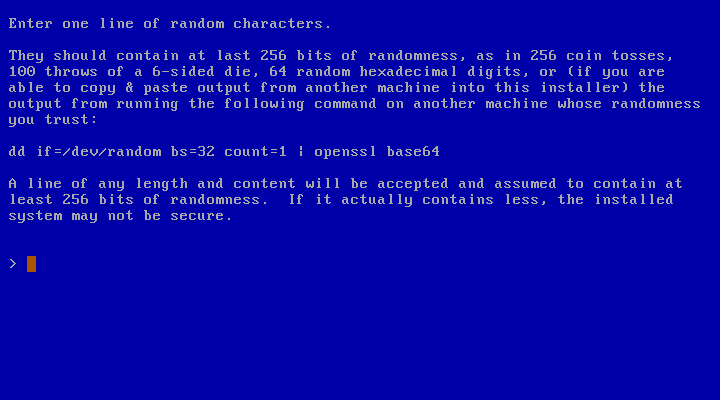 Enter one line of random characters.
They should contain at last 256 bits of randomness, as in 256 coin tosses,
100 throws of a 6-sided die, 64 random hexadecimal digits, or (if you are
able to copy & paste output from another machine into this installer) the
output from running the following command on another machine whose randomness
you trust:
dd if=/dev/random bs=32 count=1 | openssl base64
A line of any length and content will be accepted and assumed to contain at
least 256 bits of randomness.  If it actually contains less, the installed
system may not be secure.
>